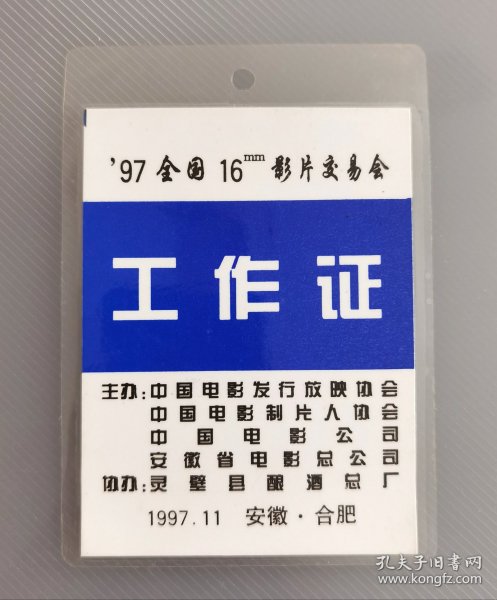 '97全国16mm影片交易会
工作证
主办:中国电影发行放映协会
中国电影制片人协会
中国电影公司
安徽省电影总公司
协办:灵璧县酿酒总厂
1997.11 安徽·合肥
孔夫子旧书网
www.kongfz.com